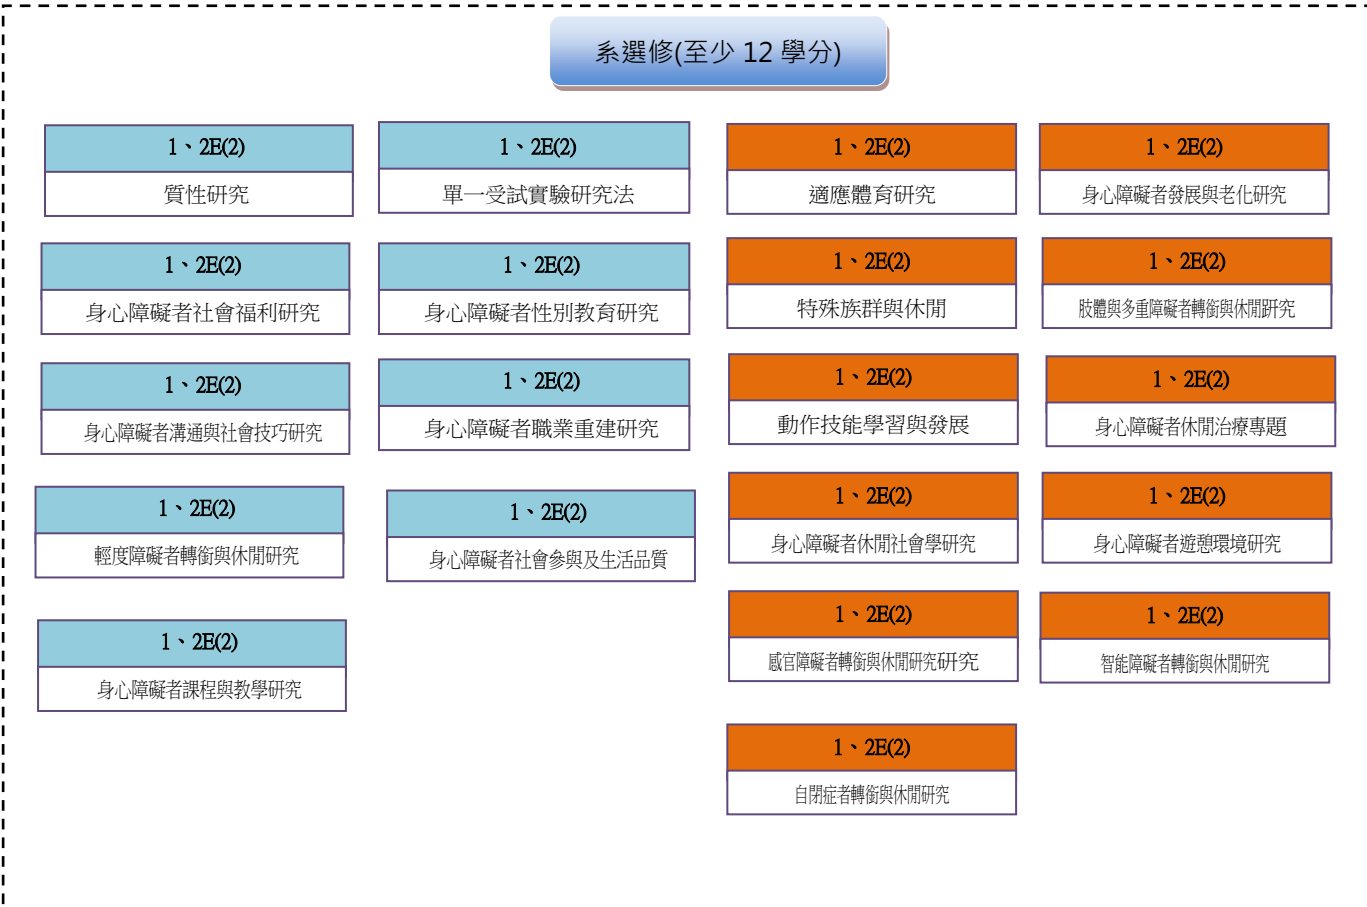 系選修(至少 12 學分)
1、2E(2)
質性研究
1、2E(2)
單一受試實驗研究法
1、2E(2)
適應體育研究
1、2E(2)
身心障礙者發展與老化研究
1、2E(2)
身心障礙者社會福利研究
1、2E(2)
身心障礙者性別教育研究
1、2E(2)
特殊族群與休閒
1、2E(2)
肢體與多重障礙者轉銜與休閒研究
1、2E(2)
身心障礙者溝通與社會技巧研究
1、2E(2)
身心障礙者職業重建研究
1、2E(2)
動作技能學習與發展
1、2E(2)
身心障礙者休閒治療專題
1、2E(2)
輕度障礙者轉銜與休閒研究
1、2E(2)
身心障礙者社會參與及生活品質
1、2E(2)
身心障礙者休閒社會學研究
1、2E(2)
身心障礙者遊憩環境研究
1、2E(2)
身心障礙者課程與教學研究
1、2E(2)
感官障礙者轉銜與休閒研究研究
1、2E(2)
智能障礙者轉銜與休閒研究
1、2E(2)
自閉症者轉銜與休閒研究